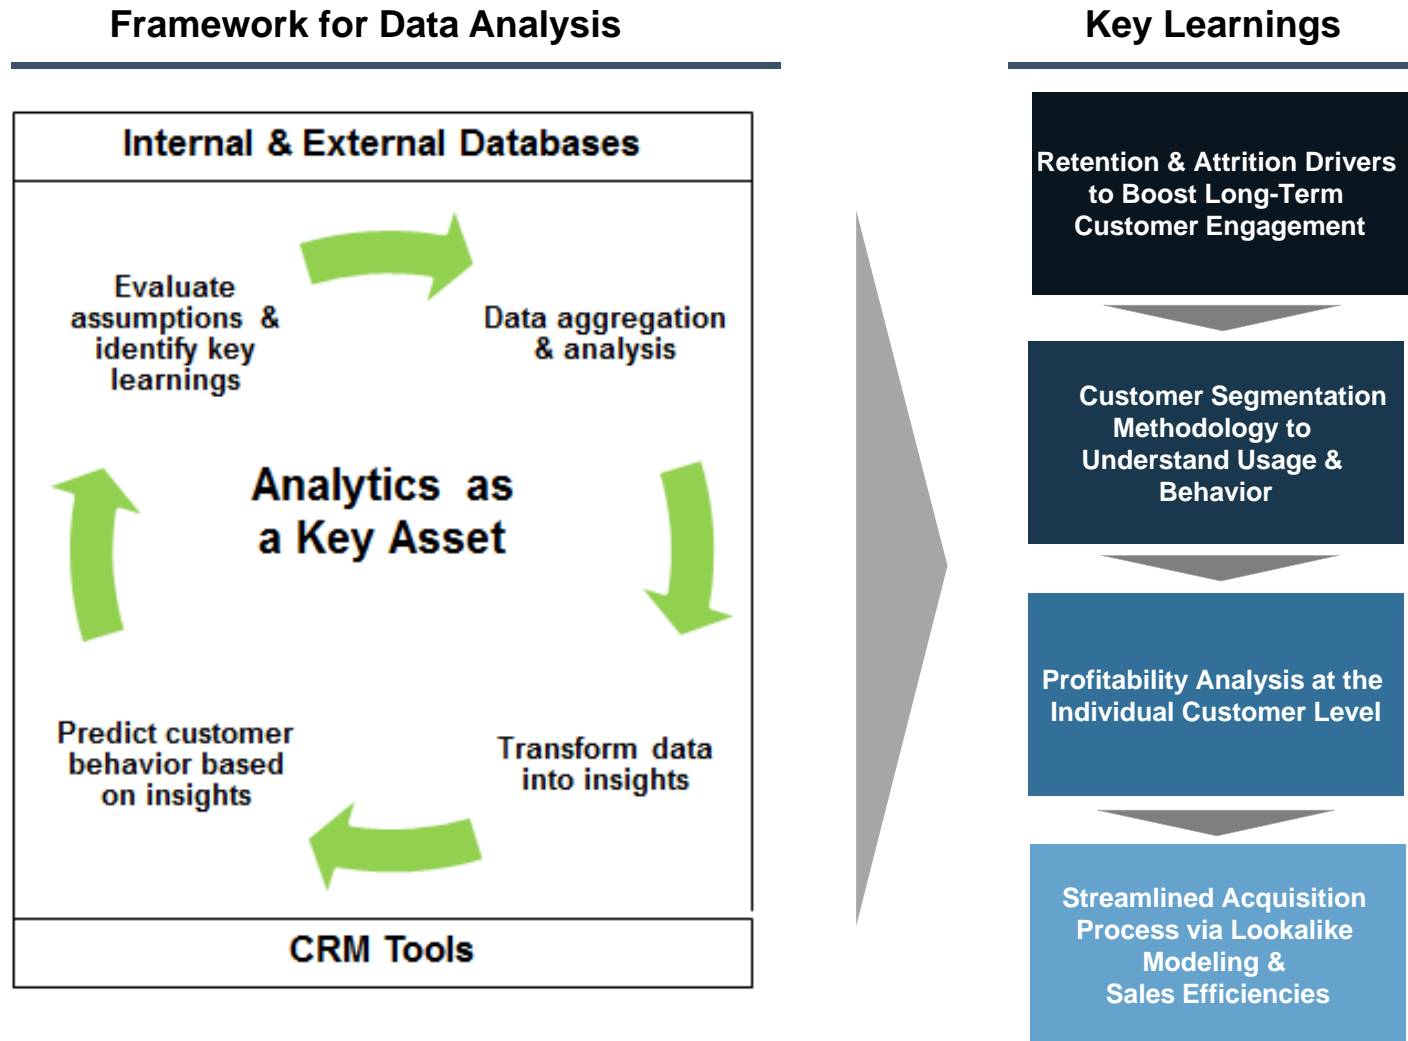 Framework for Data Analysis
Key Learnings
Internal & External Databases
Evaluate
assumptions &
identify key
learnings
Data aggregation
& analysis
Analytics as
a Key Asset
Predict customer
behavior based
on insights
Transform data
into insights
CRM Tools
Retention & Attrition Drivers
to Boost Long-Term
Customer Engagement
Customer Segmentation
Methodology to
Understand Usage &
Behavior
Profitability Analysis at the
Individual Customer Level
Streamlined Acquisition
Process via Lookalike
Modeling &
Sales Efficiencies